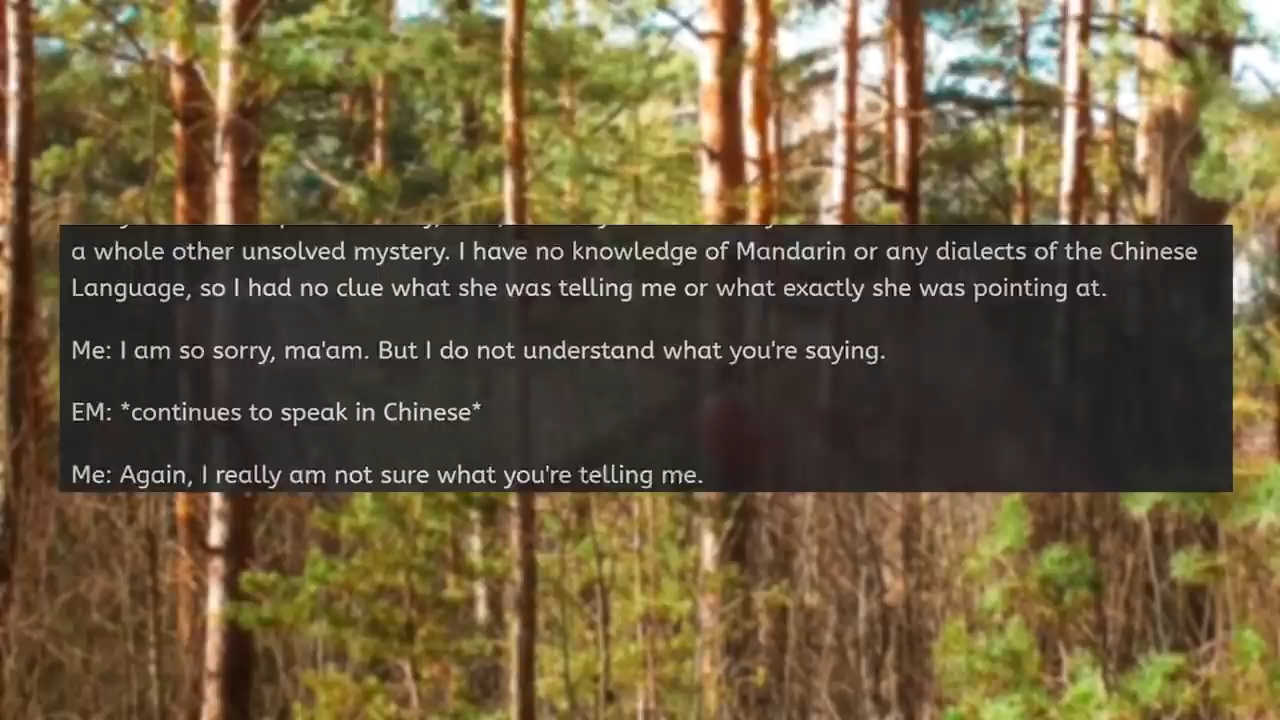 a whole other unsolved mystery. I have no knowledge of Mandarin or any dialects of the Chinese
Language, so I had no clue what she was telling me or what exactly she was pointing at.
Me: I am so sorry, ma'am. But I do not understand what you're saying.
EM: *continues to speak in Chinese*
Me: Again, I really am not sure what you're telling me.